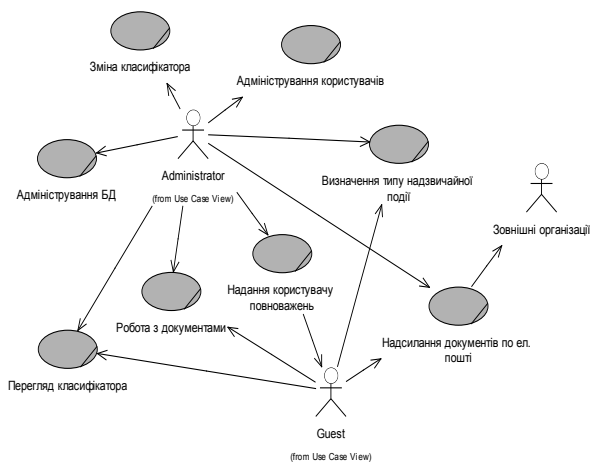 Зміна класифікатора
Адміністрування користувачів
Administrator
(from Use Case View)
Адміністрування БД
Визначення типу надзвичайної
події
Зовнішні організації
Надання користувачу
повноважень
Робота з документами
Надсилання документів по ел.
пошті
Перегляд класифікатора
Guest
(from Use Case View)